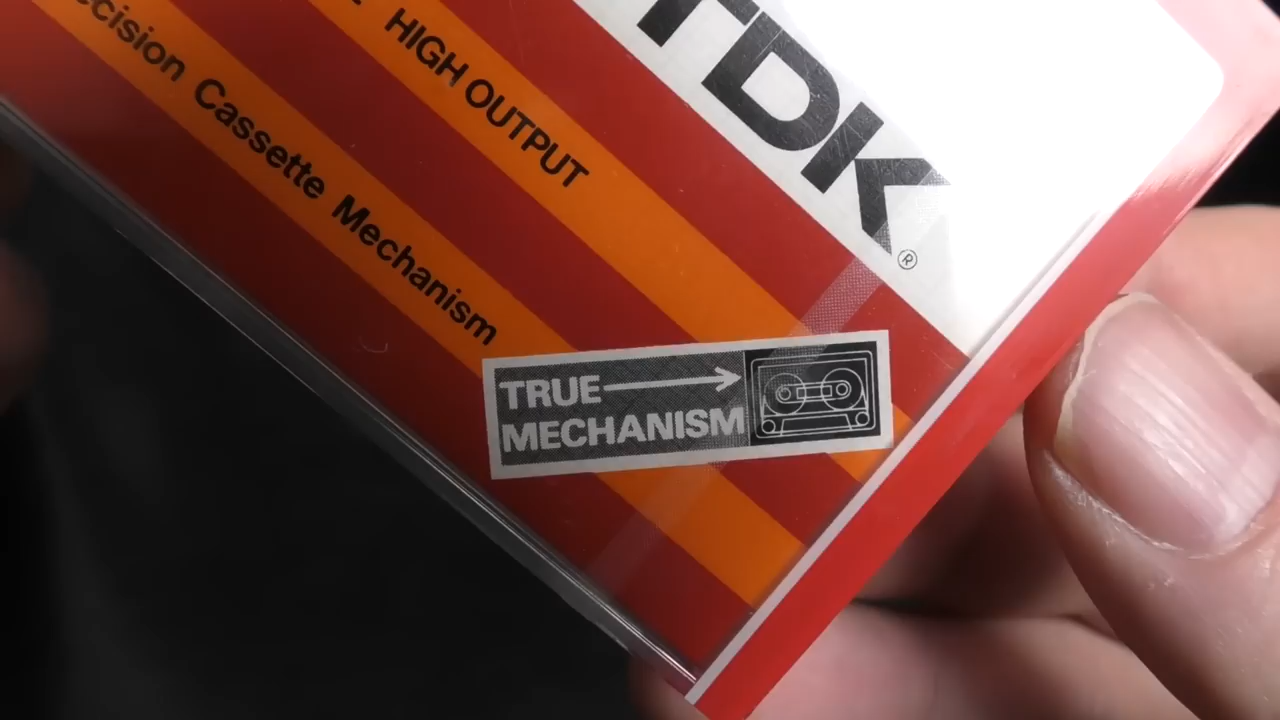 TDK®
HIGH OUTPUT
Cassette Mechanism
TRUE
MECHANISM